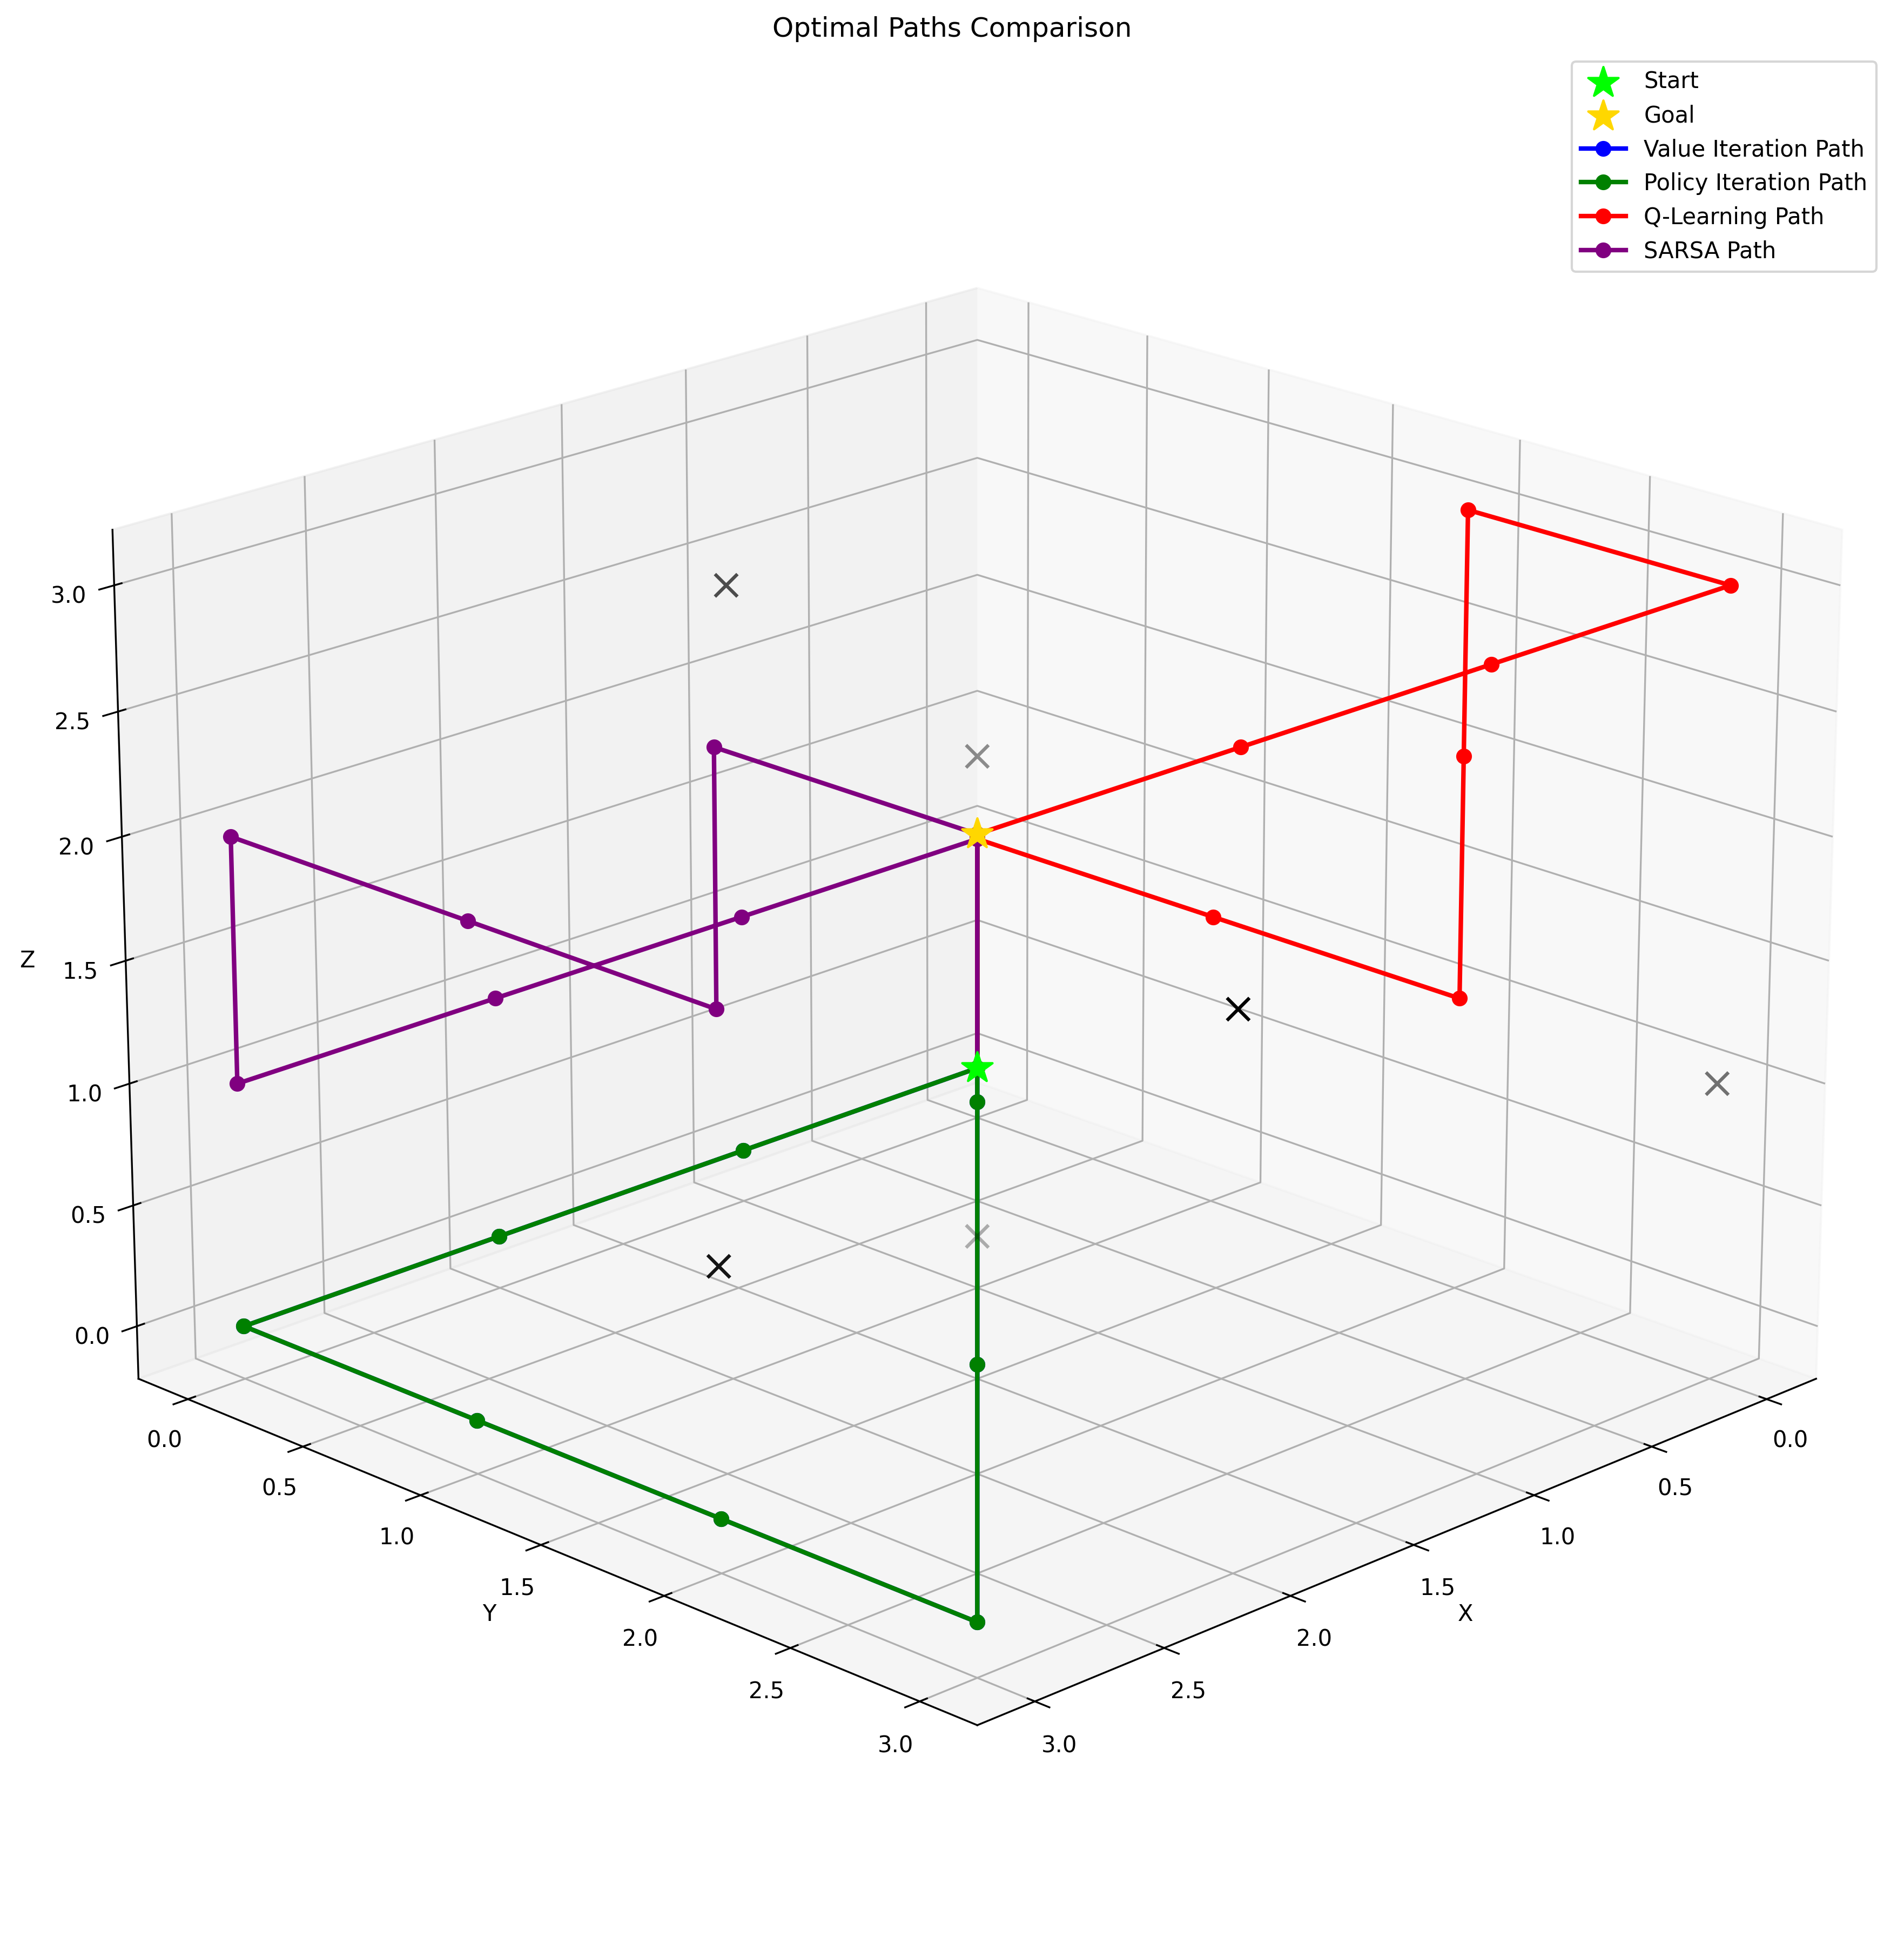 Optimal Paths Comparison
Start
Goal
Value Iteration Path
Policy Iteration Path
Q-Learning Path
SARSA Path
3.0
2.5
2.0
Z
1.5
1.0
0.5
0.0
0.0
0.5
1.0
1.5
Y
2.0
2.5
3.0
0.0
0.5
1.0
1.5
X
2.0
2.5
3.0